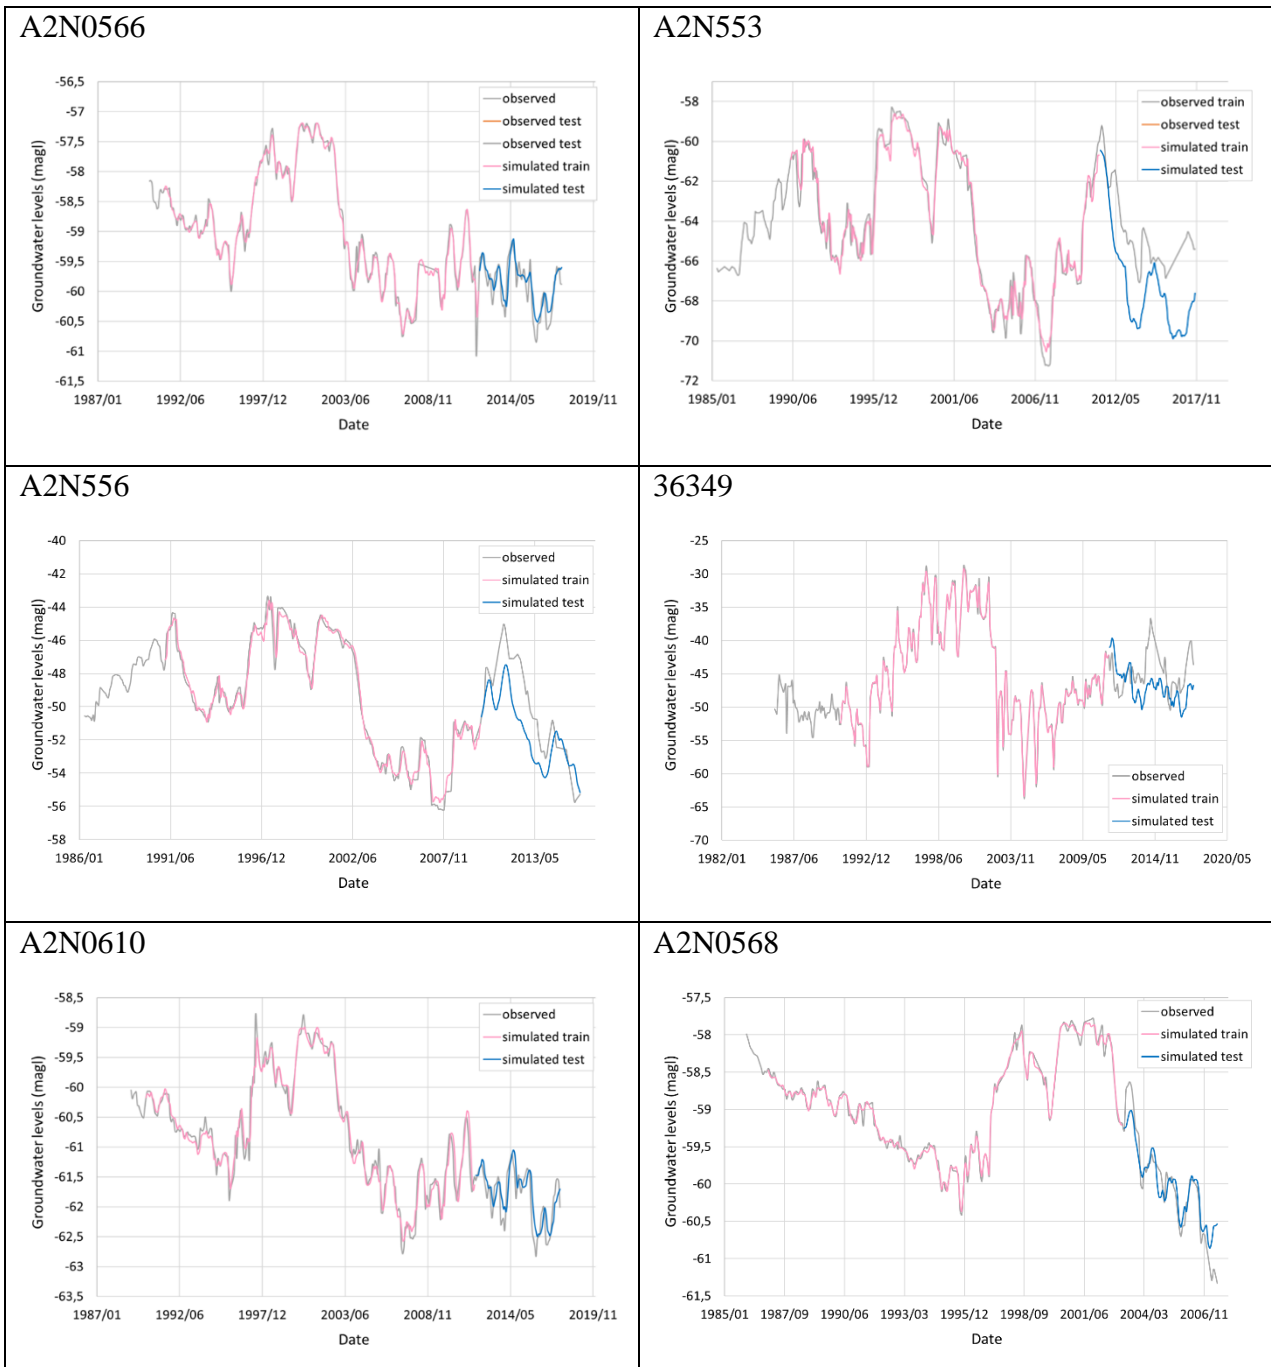 A2N0566
-56,5
-57
-57,5
-58
-58,5
-59
-59,5
-60
-60,5
-61
-61,5
Groundwater levels (magl)
observed
observed test
observed test
simulated train
simulated test
1987/01 1992/06 1997/12 2003/06 2008/11 2014/05 2019/11
Date
A2N553
-58
-60
-62
-64
-66
-68
-70
-72
Groundwater levels (magl)
observed train
observed test
simulated train
simulated test
1985/01 1990/06 1995/12 2001/06 2006/11 2012/05 2017/11
Date
A2N556
-40
-42
-44
-46
-48
-50
-52
-54
-56
-58
Groundwater levels (magl)
observed
simulated train
simulated test
1986/01 1991/06 1996/12 2002/06 2007/11 2013/05
Date
36349
-25
-30
-35
-40
-45
-50
-55
-60
-65
-70
Groundwater levels (magl)
observed
simulated train
simulated test
1982/01 1987/06 1992/12 1998/06 2003/11 2009/05 2014/11 2020/05
Date
A2N0610
-58,5
-59
-59,5
-60
-60,5
-61
-61,5
-62
-62,5
-63
-63,5
Groundwater levels (magl)
observed
simulated train
simulated test
1987/01 1992/06 1997/12 2003/06 2008/11 2014/05 2019/11
Date
A2N0568
-57,5
-58
-58,5
-59
-59,5
-60
-60,5
-61
-61,5
Groundwater levels (magl)
observed
simulated train
simulated test
1985/01 1987/09 1990/06 1993/03 1995/12 1998/09 2001/06 2004/03 2006/11
Date